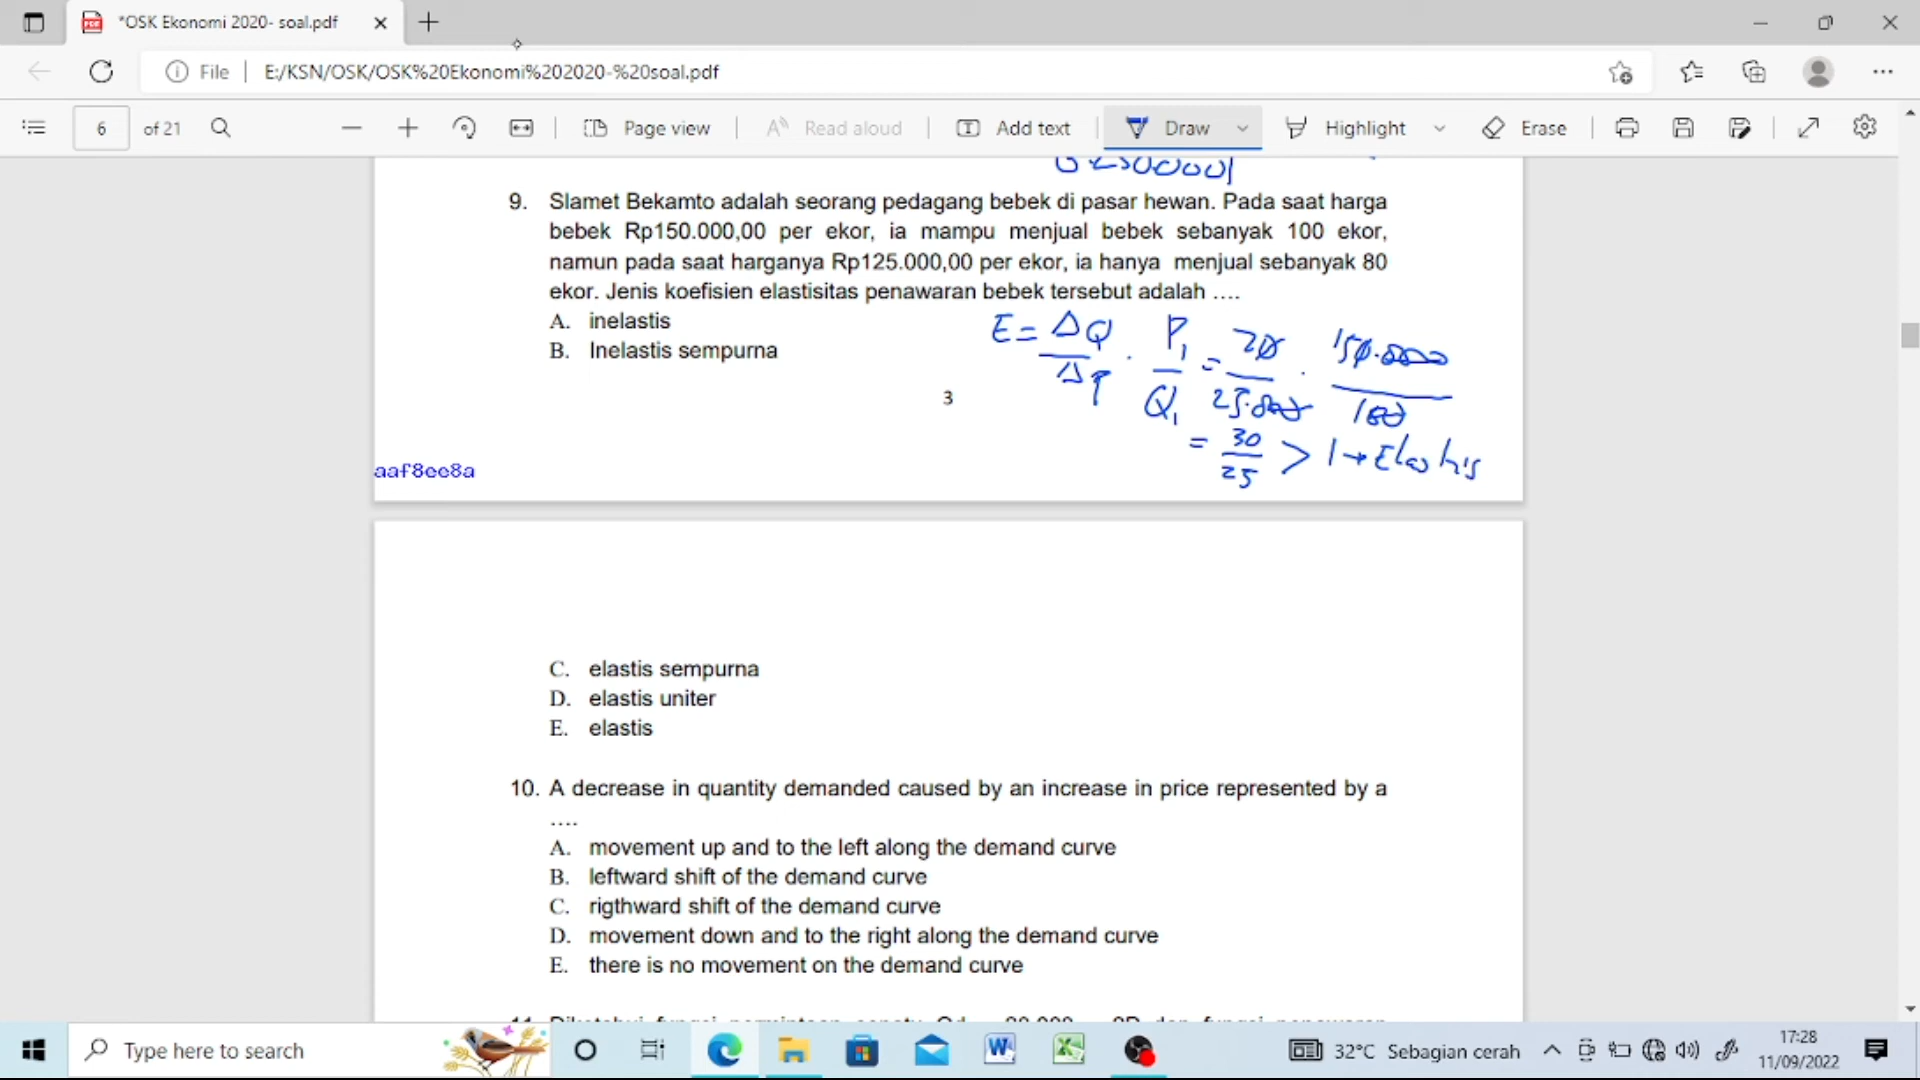 *OSK Ekonomi 2020- soal.pdf
File
E:/KSN/OSK/OSK%20Ekonomi%202020-%20soal.pdf
6 of 21
Page view
Read aloud
Add text
Draw
Highlight
Erase
9. Slamet Bekamto adalah seorang pedagang bebek di pasar hewan. Pada saat harga
bebek Rp150.000,00 per ekor, ia mampu menjual bebek sebanyak 100 ekor,
namun pada saat harganya Rp125.000,00 per ekor, ia hanya menjual sebanyak 80
ekor. Jenis koefisien elastisitas penawaran bebek tersebut adalah ….
A. inelastis
B. Inelastis sempurna
E = ΔQ/ΔP . P1/Q1 = 20/25.000 . 150.000/100
= 30/25 > 1 → Elastis
3
aaf8ee8a
C. elastis sempurna
D. elastis uniter
E. elastis
10. A decrease in quantity demanded caused by an increase in price represented by a
….
A. movement up and to the left along the demand curve
B. leftward shift of the demand curve
C. rigthward shift of the demand curve
D. movement down and to the right along the demand curve
E. there is no movement on the demand curve
Type here to search
32°C Sebagian cerah
17:28
11/09/2022